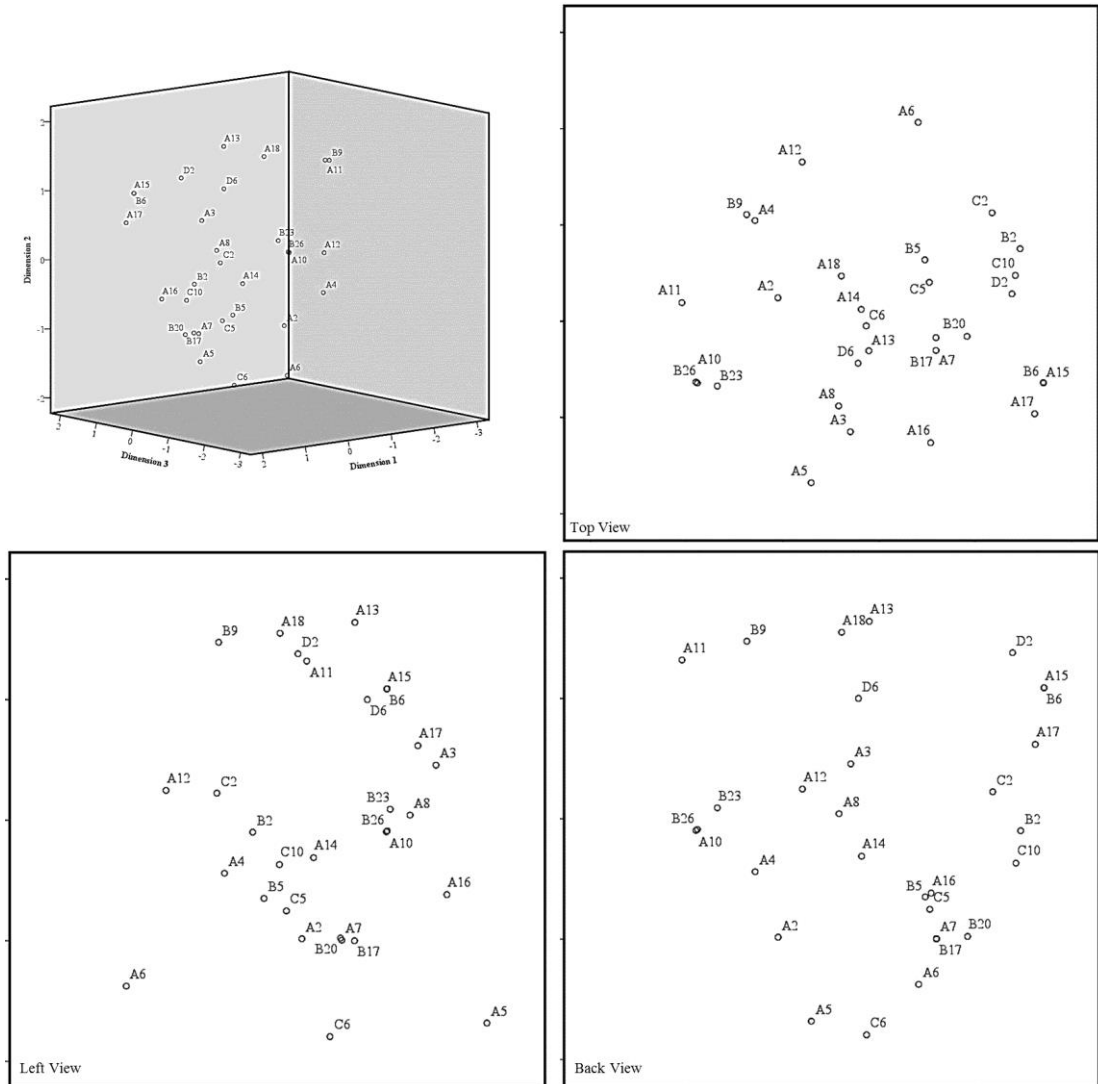 2
1
0
-1
-2
Dimension 2
A13
A18
B9
A11
D2
D6
A15
B6
A17
A3
B23
A8
B26
A12
C2
A10
B2
A14
A16
C10
A4
B5
B20
A7
C5
B17
A2
A5
A6
C6
2
1
0
-1
-2
-3
Dimension 3
2
1
0
-1
-2
-3
Dimension 1
A6
A12
C2
B9
A4
B2
B5
A18
C10
A2
C5
D2
A11
A14
C6
B20
A13
D6
B17
A7
A10
B26
B23
B6
A15
A8
A17
A3
A16
A5
Top View
A13
A18
B9
D2
A11
A15
B6
D6
A17
A3
A12
C2
B23
A8
B2
B26
A10
A14
C10
A4
A16
B5
C5
A2
A7
B20
B17
A6
A5
C6
Left View
A13
A18
B9
A11
D2
A15
D6
B6
A17
A3
A12
C2
B23
A8
B26
B2
A10
A14
C10
A4
A16
B5
C5
A2
A7
B20
B17
A6
A5
C6
Back View